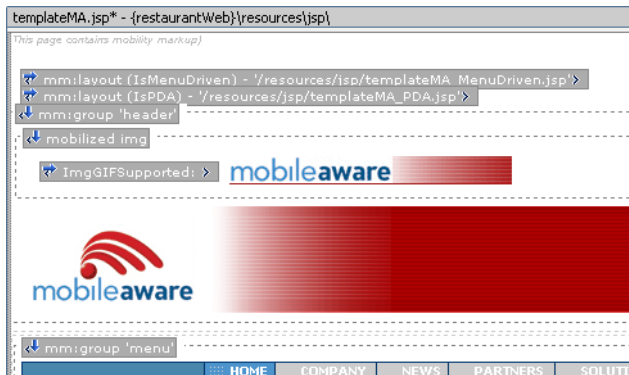 templateMA.jsp* - {restaurantWeb}\resources\jsp\
This page contains mobility markup)
mm:layout (IsMenuDriven) - '/resources/jsp/templateMA_MenuDriven.jsp'>
mm:layout (IsPDA) - '/resources/jsp/templateMA_PDA.jsp'>
mm:group 'header'
mobilized img
ImgGIFSupported: >
mobileaware
mobileaware
mm:group 'menu'
HOME COMPANY NEWS PARTNERS SOLUTI